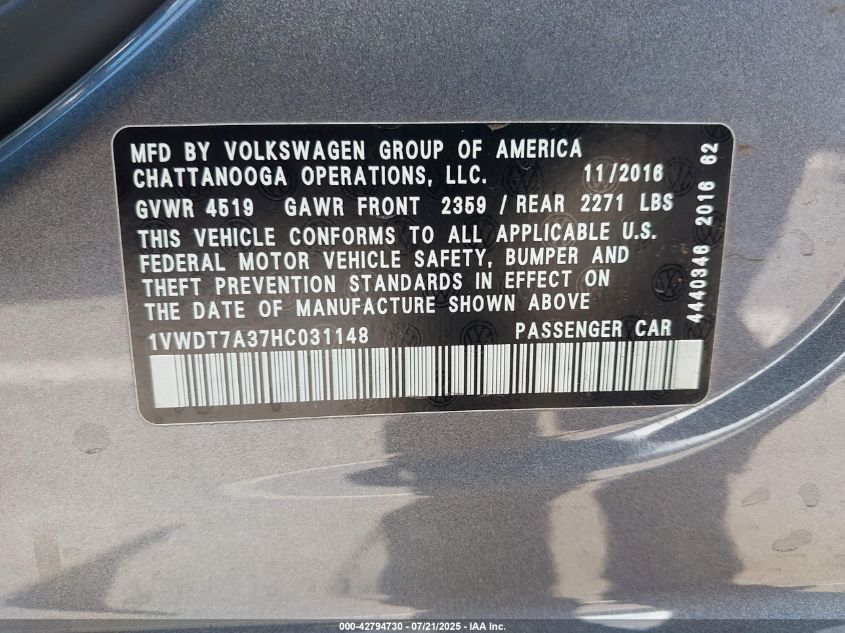 MFD BY VOLKSWAGEN GROUP OF AMERICA
CHATTANOOGA OPERATIONS, LLC. 11/2016
GVWR 4519 GAWR FRONT 2359 / REAR 2271 LBS
THIS VEHICLE CONFORMS TO ALL APPLICABLE U.S.
FEDERAL MOTOR VEHICLE SAFETY, BUMPER AND
THEFT PREVENTION STANDARDS IN EFFECT ON
THE DATE OF MANUFACTURE SHOWN ABOVE
1VWDT7A37HC031148 PASSENGER CAR
4440346 2016 62
000-42794730 - 07/21/2025 - IAA Inc.